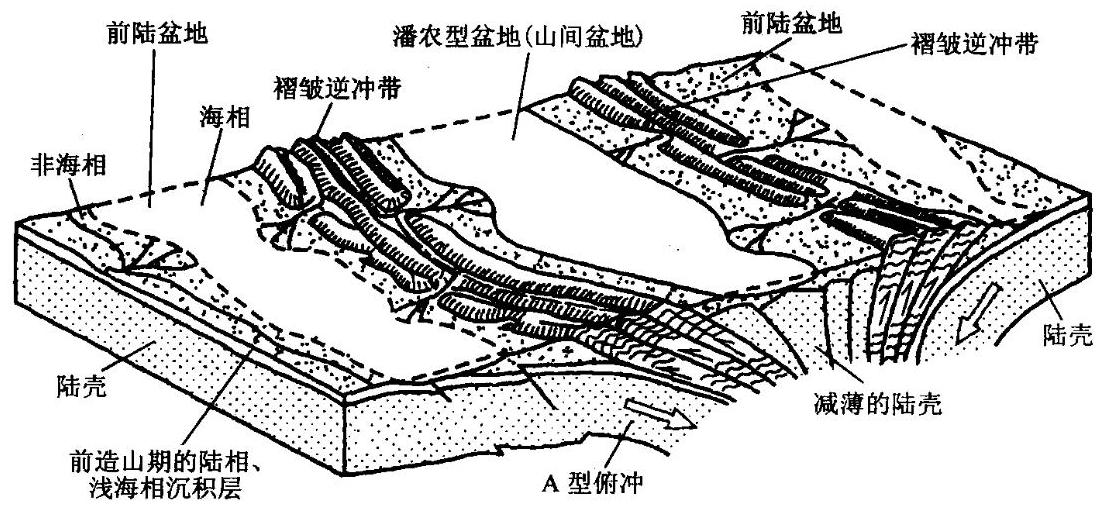 前陆盆地
潘农型盆地(山间盆地)
前陆盆地
褶皱逆冲带
褶皱逆冲带
海相
非海相
陆壳
陆壳
减薄的陆壳
前造山期的陆相、
浅海相沉积层
A型俯冲